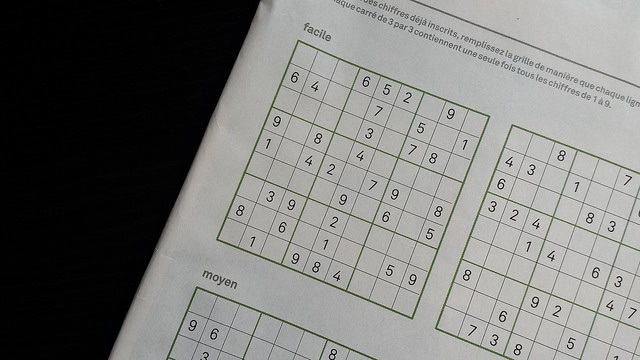 des chiffres déjà inscrits, remplissez la grille de manière que chaque
aque carré de 3 par 3 contiennent une seule fois tous les chiffres de 1 à 9.
facile
6 5 2 9
6 4 7 5 1
3 7 8
9 8 4
1 4 2 7 9 8
9 6 5
3 9 2
8 6 1 5 9
1 9 8 4
8 7
4 3 1
6 8 3
3 2 4
1 4 6 3
4 7
8 9 2
6 5
7 3 8
moyen
8
9 6
3